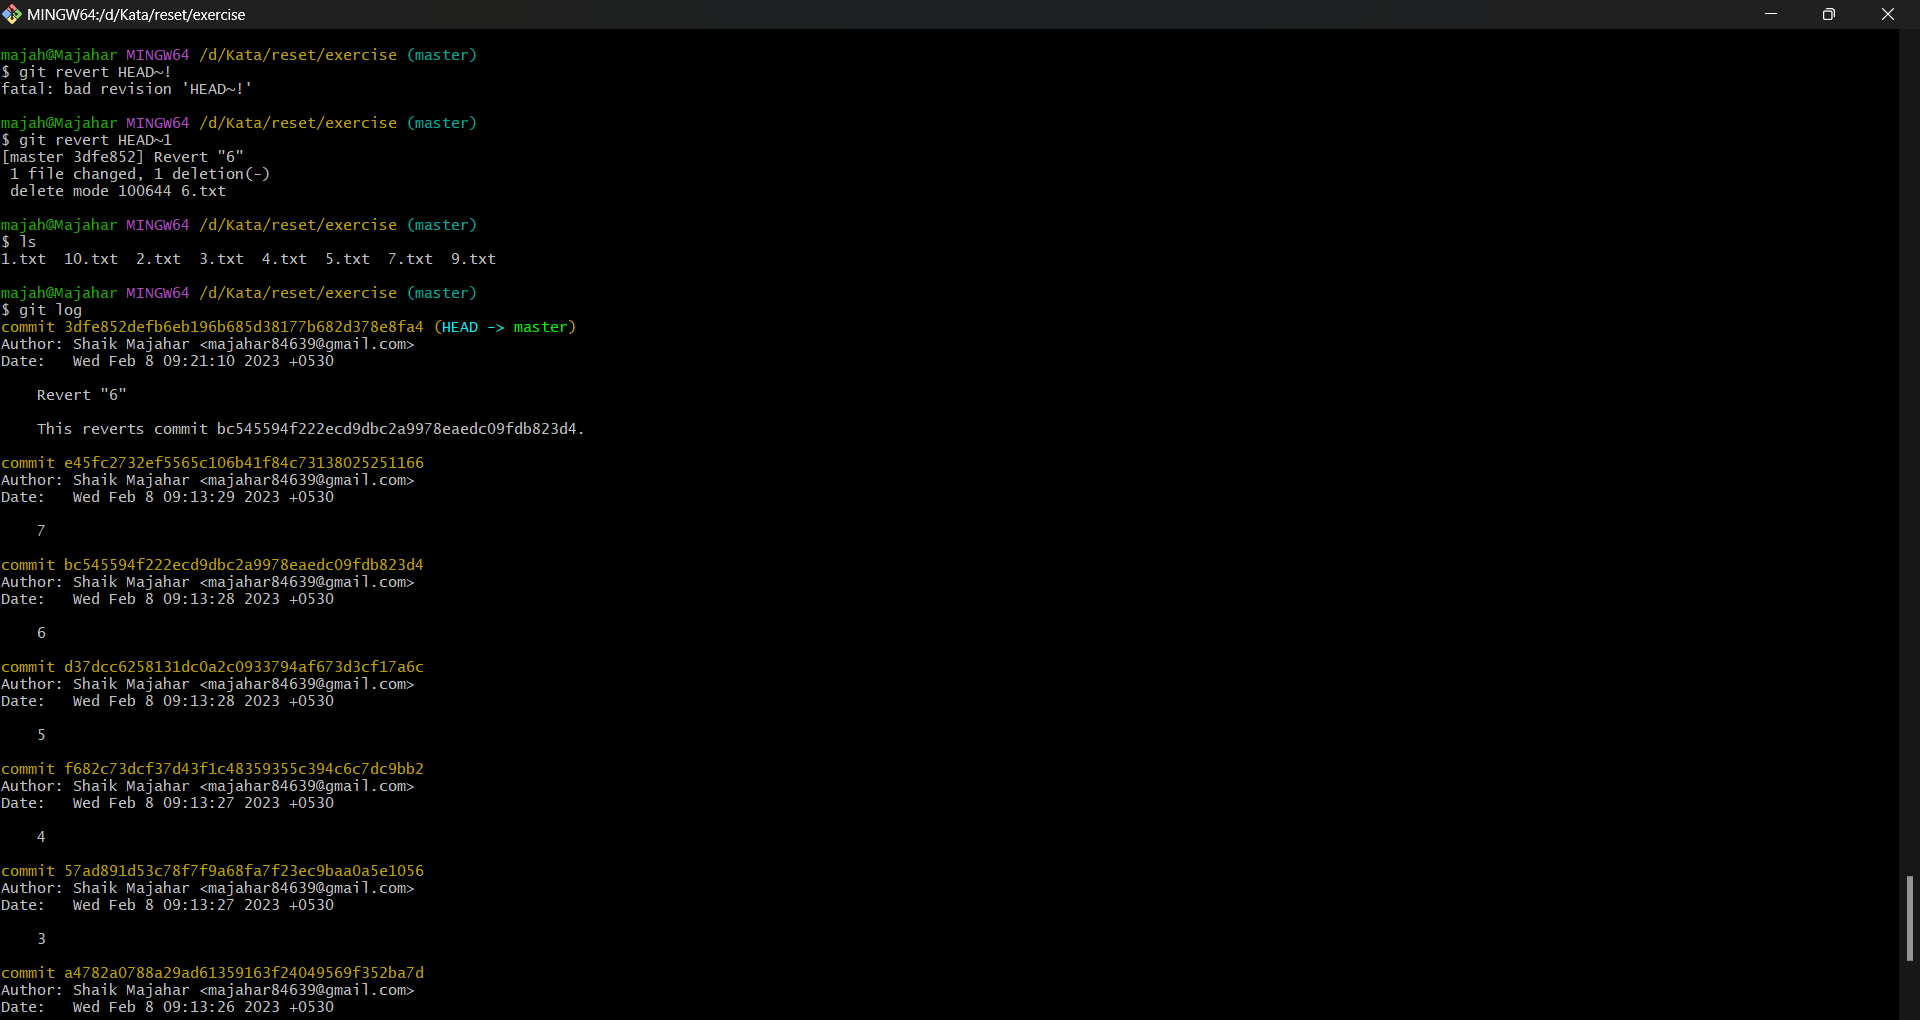 MINGW64:/d/Kata/reset/exercise
majah@Majahar MINGW64 /d/Kata/reset/exercise (master)
$ git revert HEAD~!
fatal: bad revision 'HEAD~!'
majah@Majahar MINGW64 /d/Kata/reset/exercise (master)
$ git revert HEAD~1
[master 3dfe852] Revert "6"
 1 file changed, 1 deletion(-)
 delete mode 100644 6.txt
majah@Majahar MINGW64 /d/Kata/reset/exercise (master)
$ ls
1.txt  10.txt  2.txt  3.txt  4.txt  5.txt  7.txt  9.txt
majah@Majahar MINGW64 /d/Kata/reset/exercise (master)
$ git log
commit 3dfe852defb6eb196b685d38177b682d378e8fa4 (HEAD -> master)
Author: Shaik Majahar <majahar84639@gmail.com>
Date:   Wed Feb 8 09:21:10 2023 +0530
    Revert "6"
    This reverts commit bc545594f222ecd9dbc2a9978eaedc09fdb823d4.
commit e45fc2732ef5565c106b41f84c73138025251166
Author: Shaik Majahar <majahar84639@gmail.com>
Date:   Wed Feb 8 09:13:29 2023 +0530
    7
commit bc545594f222ecd9dbc2a9978eaedc09fdb823d4
Author: Shaik Majahar <majahar84639@gmail.com>
Date:   Wed Feb 8 09:13:28 2023 +0530
    6
commit d37dcc6258131dc0a2c0933794af673d3cf17a6c
Author: Shaik Majahar <majahar84639@gmail.com>
Date:   Wed Feb 8 09:13:28 2023 +0530
    5
commit f682c73dcf37d43f1c48359355c394c6c7dc9bb2
Author: Shaik Majahar <majahar84639@gmail.com>
Date:   Wed Feb 8 09:13:27 2023 +0530
    4
commit 57ad891d53c78f7f9a68fa7f23ec9baa0a5e1056
Author: Shaik Majahar <majahar84639@gmail.com>
Date:   Wed Feb 8 09:13:27 2023 +0530
    3
commit a4782a0788a29ad61359163f24049569f352ba7d
Author: Shaik Majahar <majahar84639@gmail.com>
Date:   Wed Feb 8 09:13:26 2023 +0530